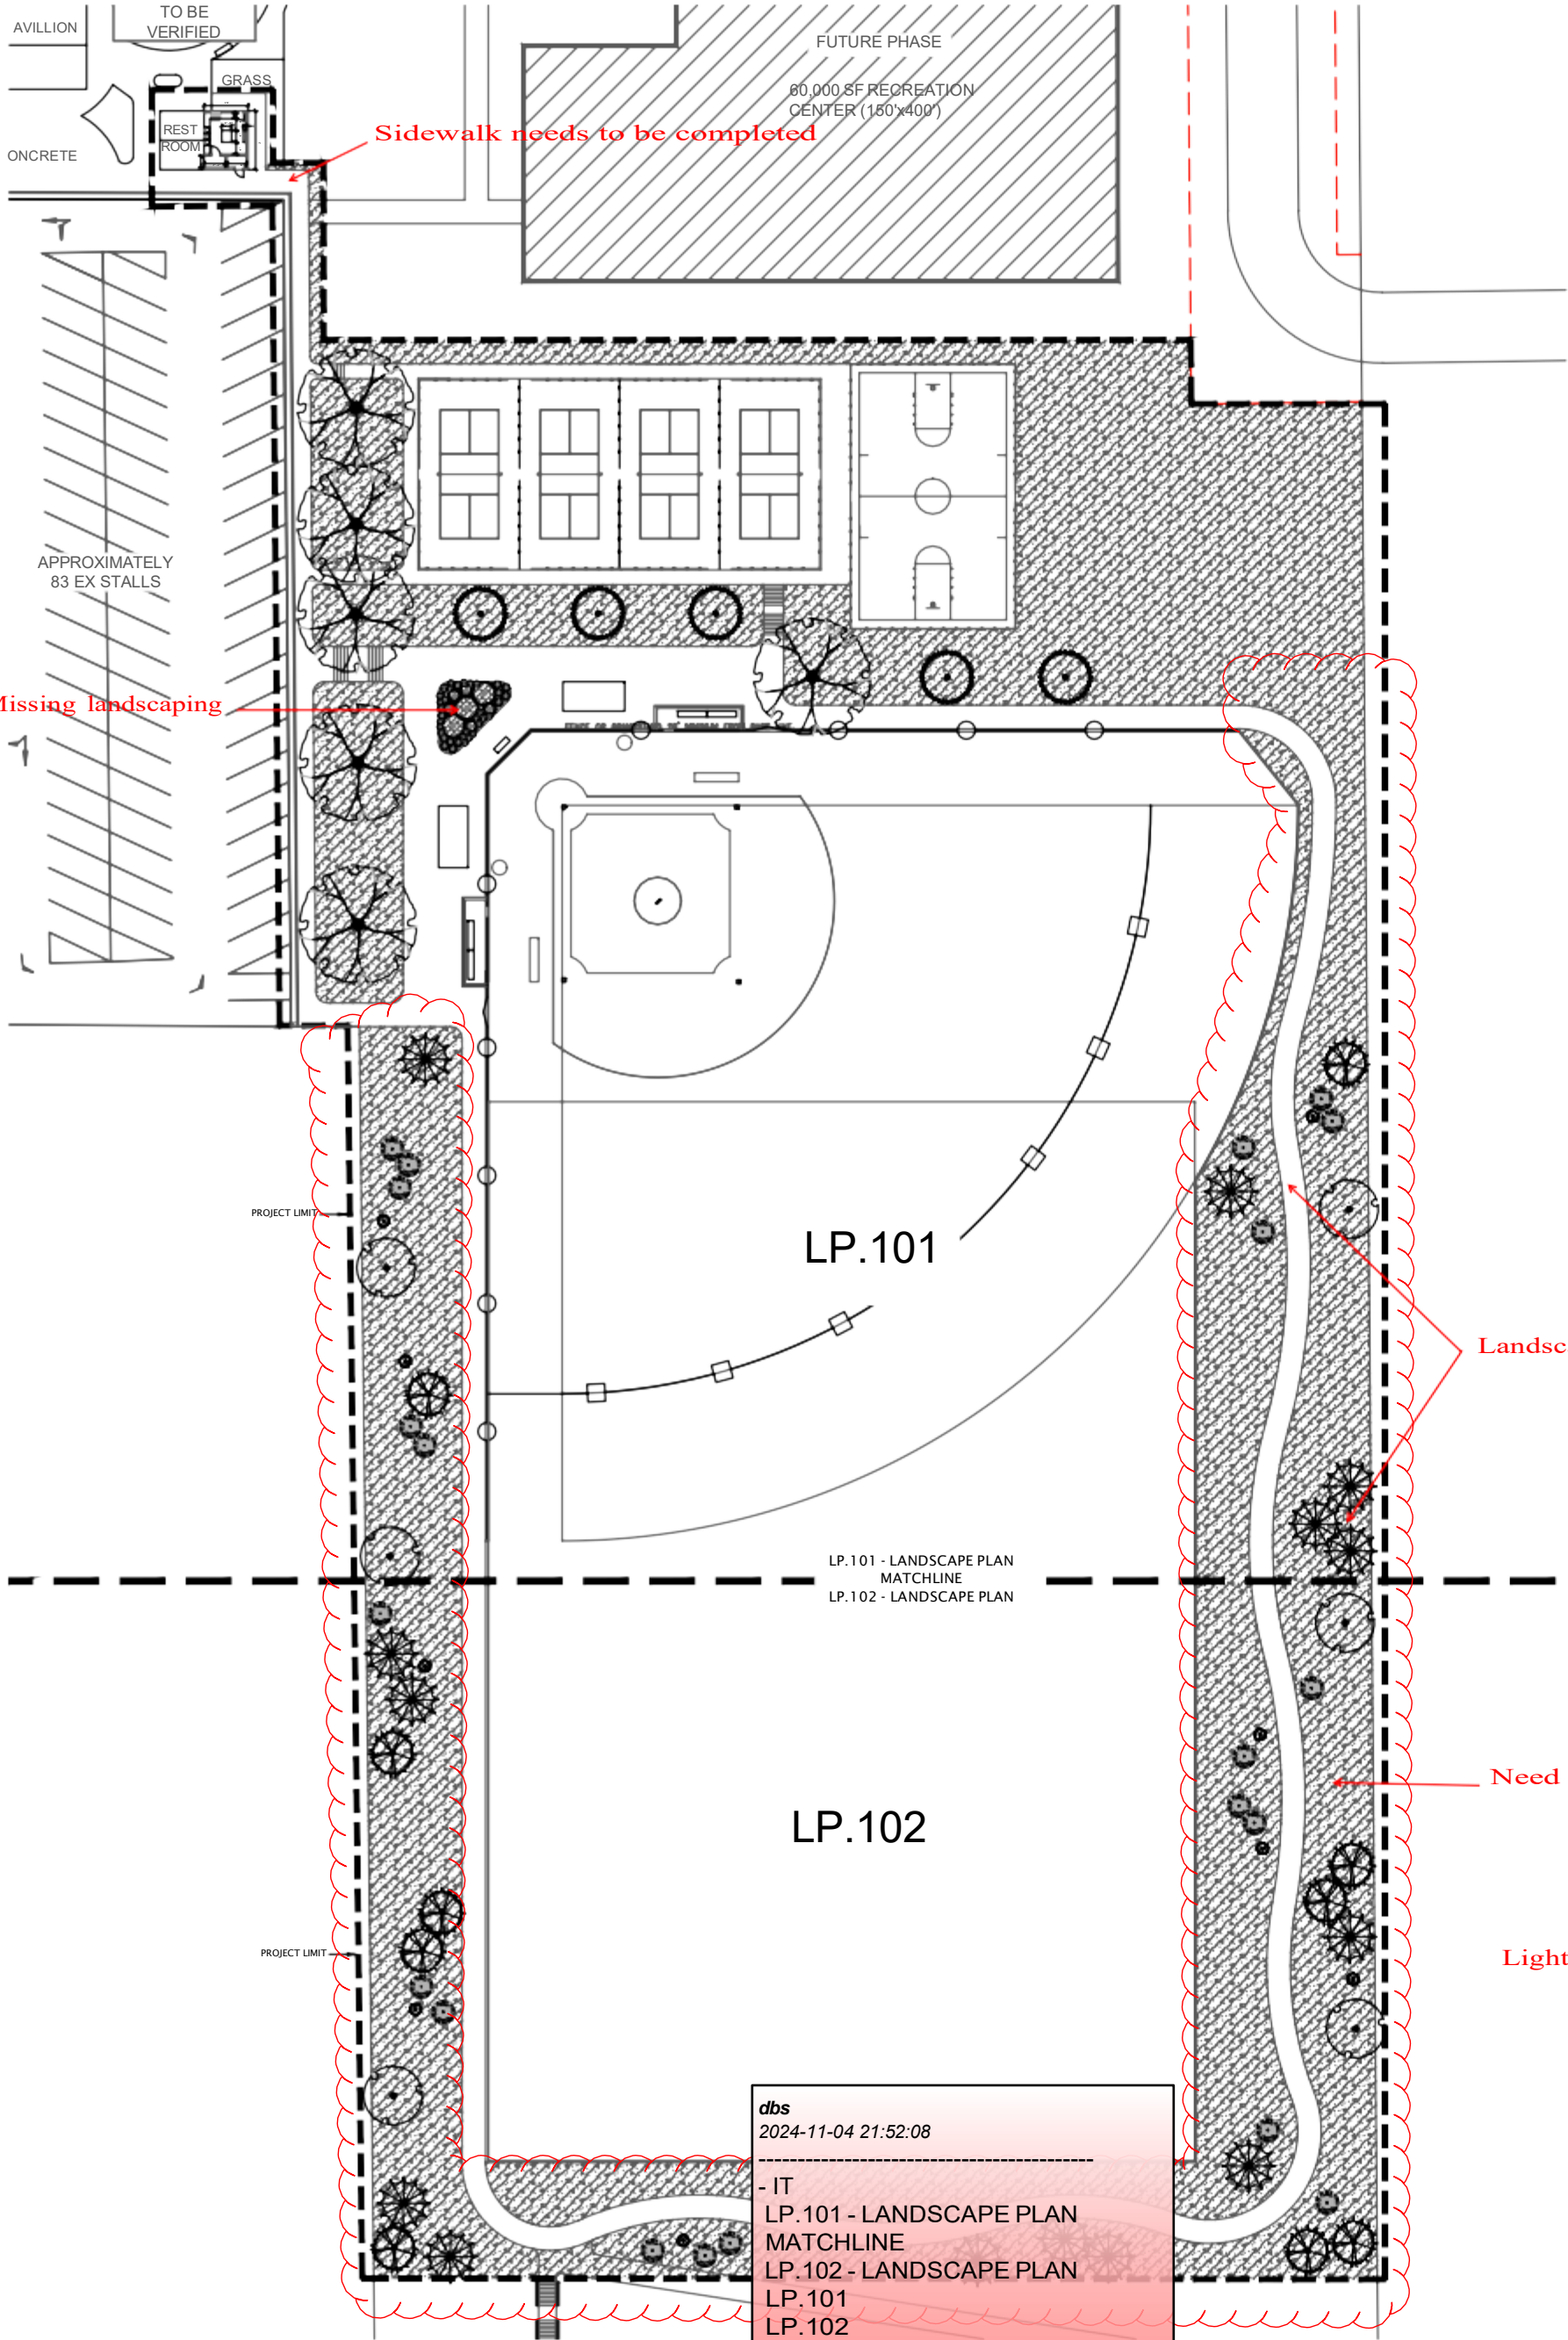 AVILLION
TO BE
VERIFIED
FUTURE PHASE
GRASS
60,000 SF RECREATION
CENTER (150'x400')
REST
ROOM
Sidewalk needs to be completed
ONCRETE
APPROXIMATELY
83 EX STALLS
Missing landscaping
PROJECT LIMIT
LP.101
Landsc
LP.101 - LANDSCAPE PLAN
MATCHLINE
LP.102 - LANDSCAPE PLAN
Need
LP.102
PROJECT LIMIT
Light
dbs
2024-11-04 21:52:08
-------------------------------------------
- IT
LP.101 - LANDSCAPE PLAN
MATCHLINE
LP.102 - LANDSCAPE PLAN
LP.101
LP.102